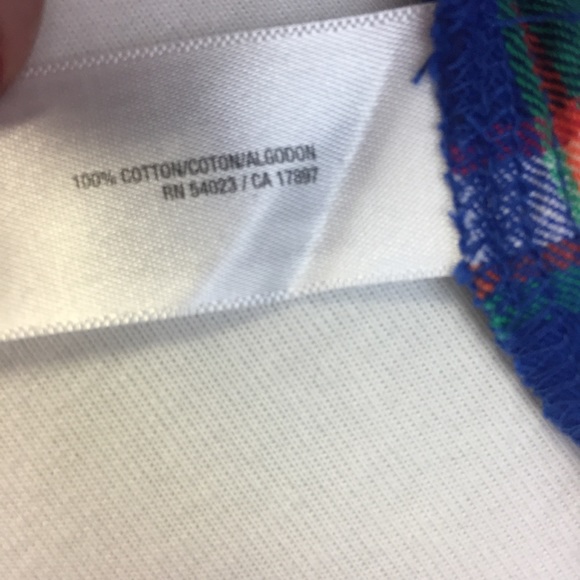 100% COTTON/COTON/ALGODON
RN 54023 / CA 17897